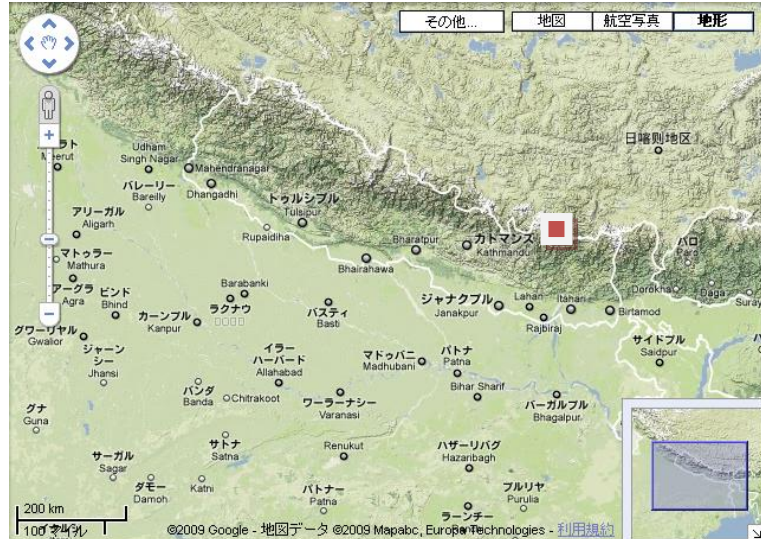 その他...
地図
航空写真
地形
日喀則地区
Meerut
Udham
Singh Nagar
Mahendranagar
バレーリー
Bareilly
Dhangadhi
トゥルシプル
Tulsipur
アリーガル
Aligarh
Rupaidiha
Bharatpur
カトマンズ
Kathmandu
パロ
Paro
マトゥラー
Mathura
Bhairahawa
アーグラ
Agra
ビンド
Bhind
Barabanki
ラクナウ
バスティ
Basti
ジャナクプル
Janakpur
Lahan
Itahari
Birtamod
Rajbiraj
Dorokha
Daga
カーンプル
Kanpur
グワーリヤル
Gwalior
ジャーン
シー
Jhansi
イラー
ハーバード
Allahabad
マドゥバニ
Madhubani
パトナ
Patna
サイドプル
Saidpur
Bihar Sharif
バンダ
Banda
Chitrakoot
ワーラーナシー
Varanasi
バーガルプル
Bhagalpur
グナ
Guna
サトナ
Satna
Renukut
ハザーリバグ
Hazaribagh
サーガル
Sagar
ダモー
Damoh
Katni
パトナー
Patna
プルリヤ
Purulia
ラーンチー
200 km
©2009 Google - 地図データ ©2009 Mapabc, Europa Technologies - 利用規約